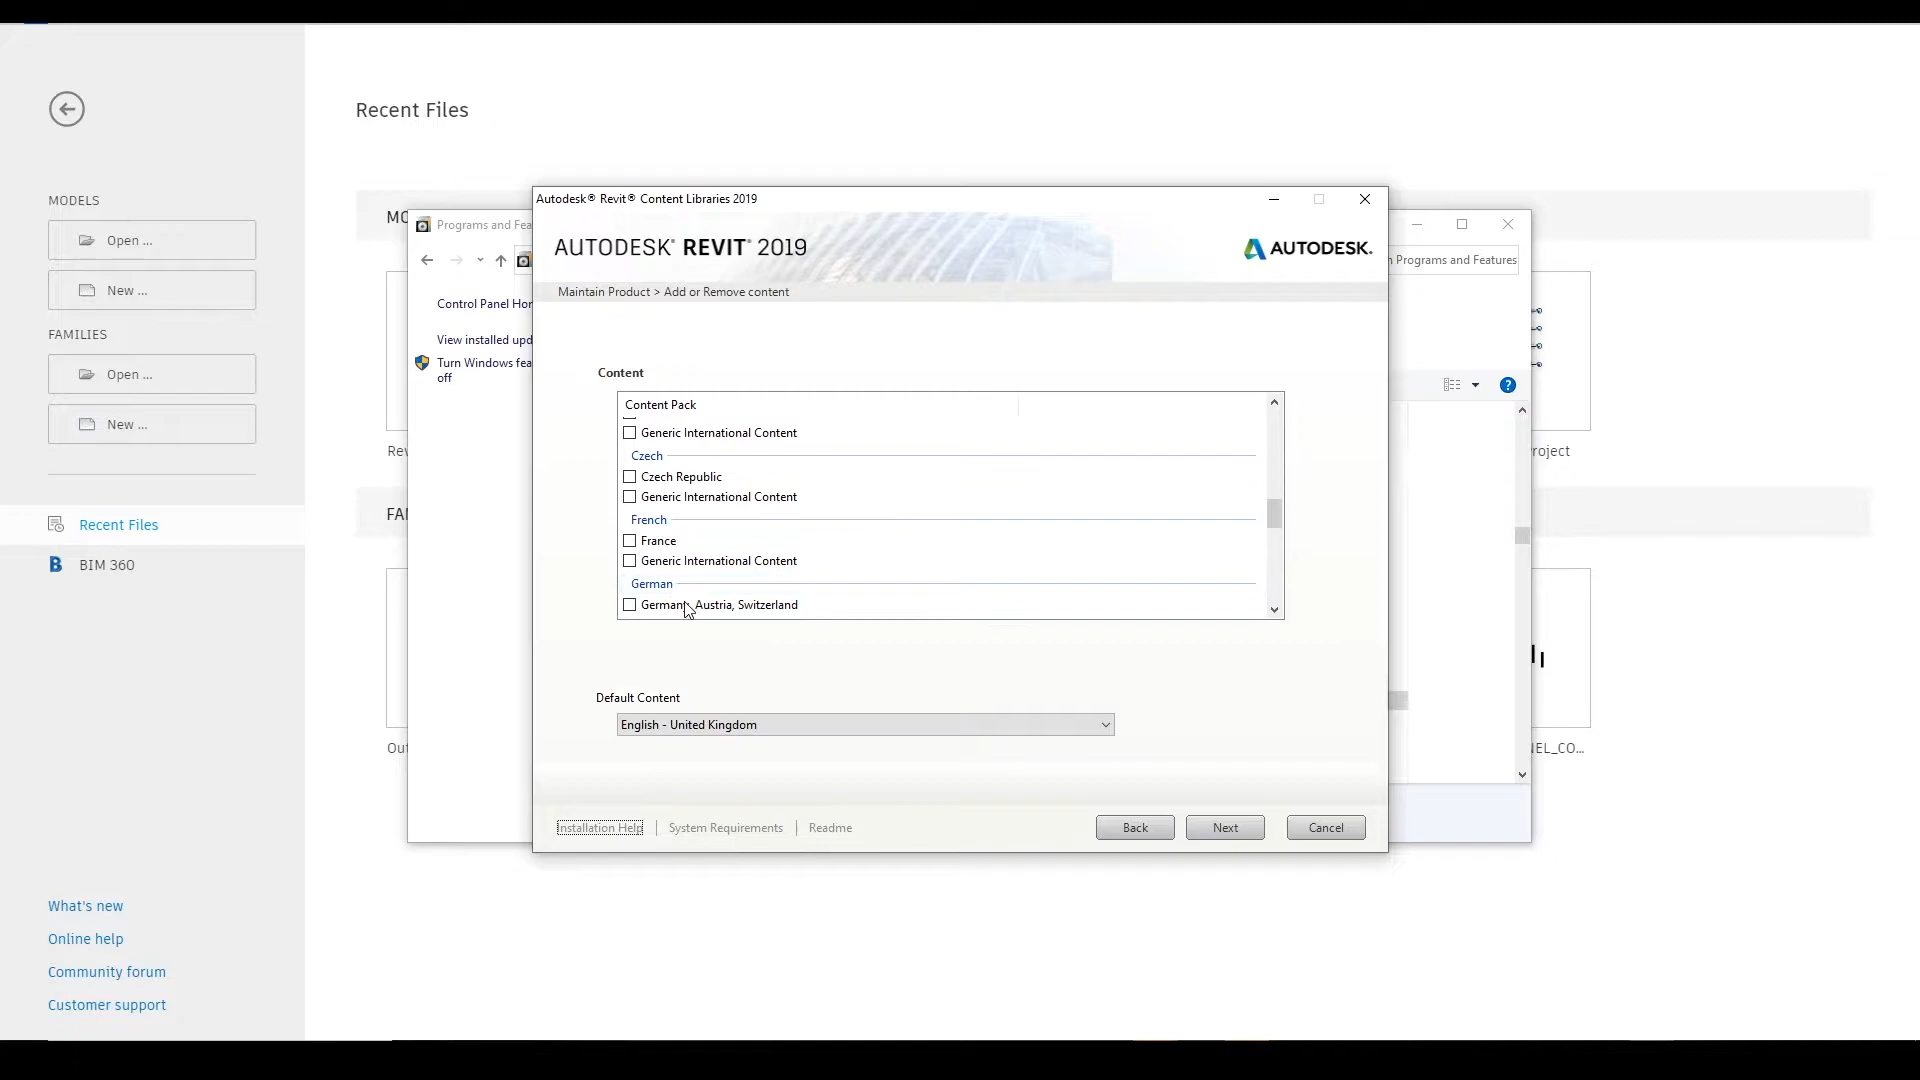 Recent Files
MODELS
Open ...
New ...
FAMILIES
Open ...
New ...
Recent Files
BIM 360
What's new
Online help
Community forum
Customer support
Programs and Fea
Control Panel Ho
View installed upd
Turn Windows fea
off
Programs and Features
Autodesk® Revit® Content Libraries 2019
AUTODESK® REVIT® 2019
AUTODESK.
Maintain Product > Add or Remove content
Content
Content Pack
Generic International Content
Czech
Czech Republic
Generic International Content
French
France
Generic International Content
German
Germany, Austria, Switzerland
Default Content
English - United Kingdom
Installation Help
System Requirements
Readme
Back
Next
Cancel
roject
NEL_CO...